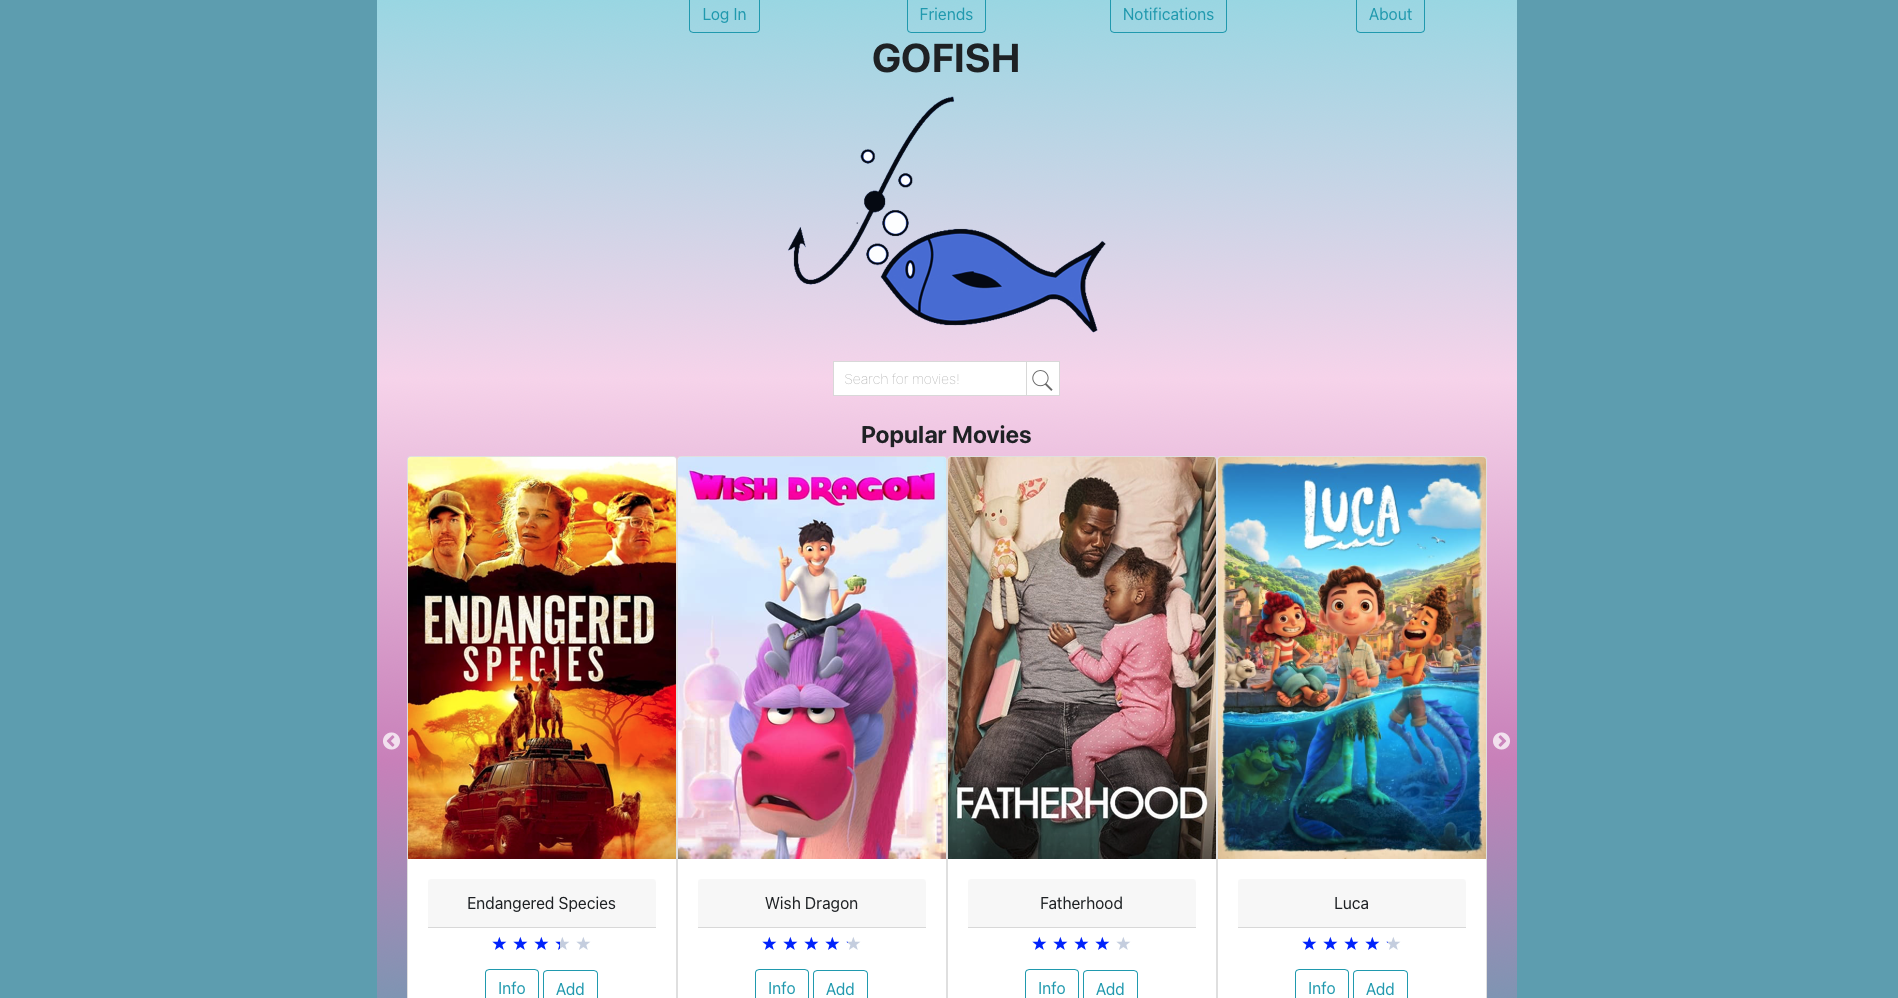 Log In
Friends
Notifications
About
GOFISH
Search for movies!
Popular Movies
ENDANGERED
SPECIES
WISH DRAGON
FATHERHOOD
LUCA
Endangered Species
Wish Dragon
Fatherhood
Luca
Info Add
Info Add
Info Add
Info Add